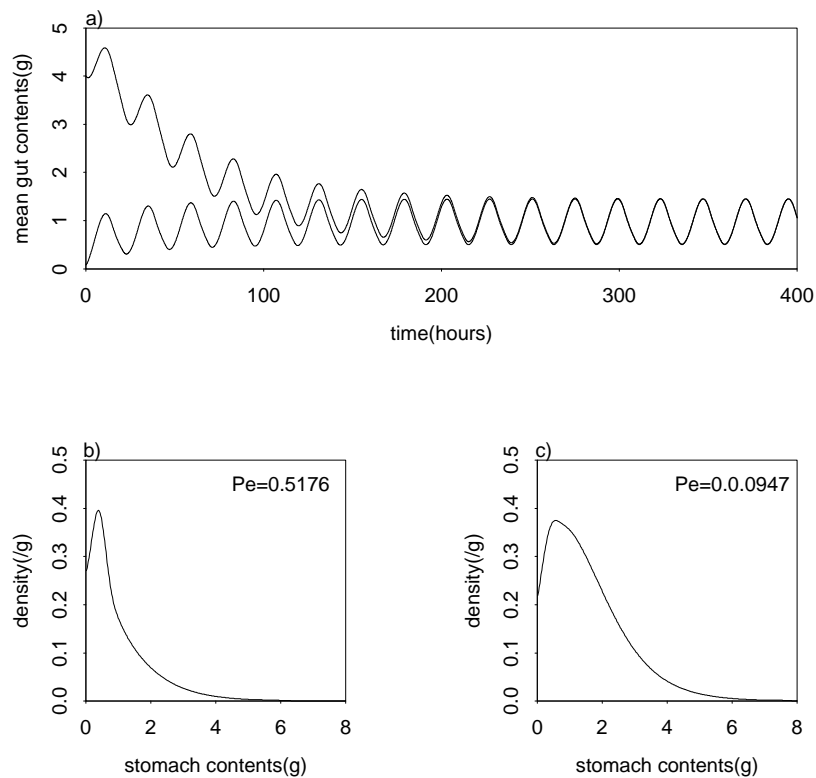 a)
mean gut contents(g)
5
4
3
2
1
0
0 100 200 300 400
time(hours)
b)
Pe=0.5176
density(/g)
0.5
0.4
0.3
0.2
0.1
0.0
0 2 4 6 8
stomach contents(g)
c)
Pe=0.0.0947
density(/g)
0.5
0.4
0.3
0.2
0.1
0.0
0 2 4 6 8
stomach contents(g)